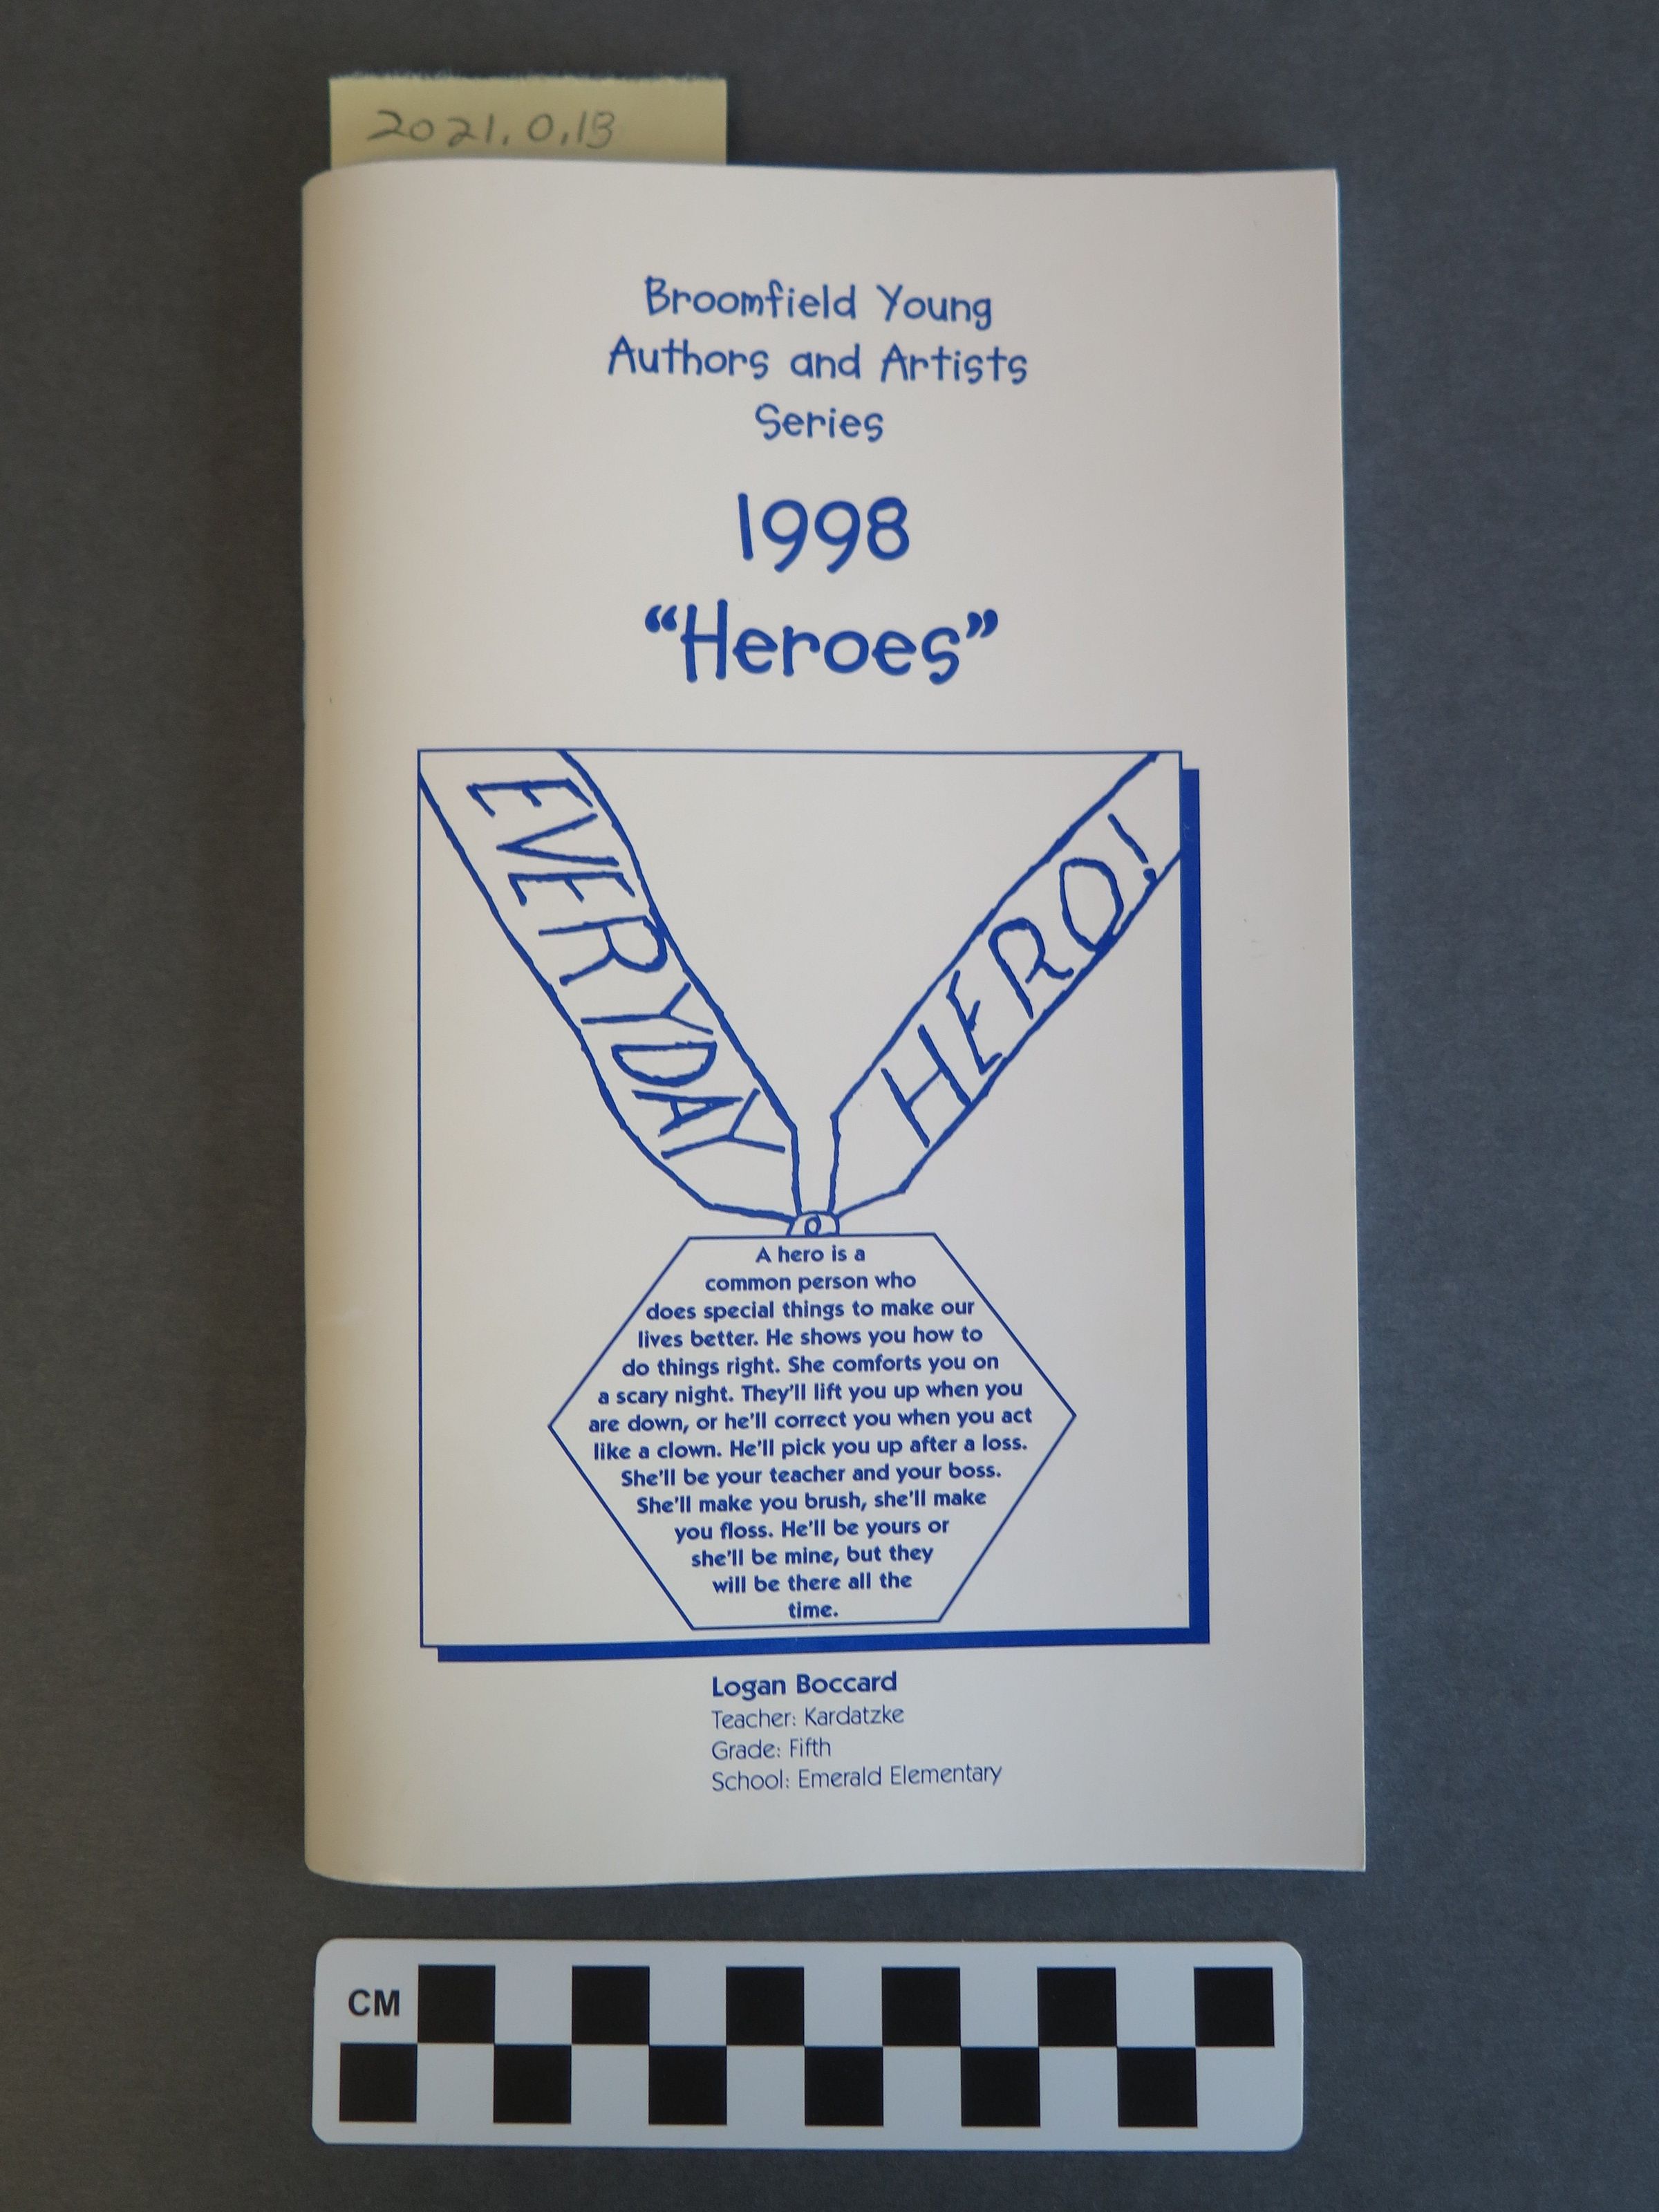 2021.0.13
Broomfield Young
Authors and Artists
Series
1998
“Heroes”
EVERYDAY
HERO!
A hero is a
common person who
does special things to make our
lives better. He shows you how to
do things right. She comforts you on
a scary night. They'll lift you up when you
are down, or he'll correct you when you act
like a clown. He'll pick you up after a loss.
She'll be your teacher and your boss.
She'll make you brush, she'll make
you floss. He'll be yours or
she'll be mine, but they
will be there all the
time.
Logan Boccard
Teacher: Kardatzke
Grade: Fifth
School: Emerald Elementary
CM